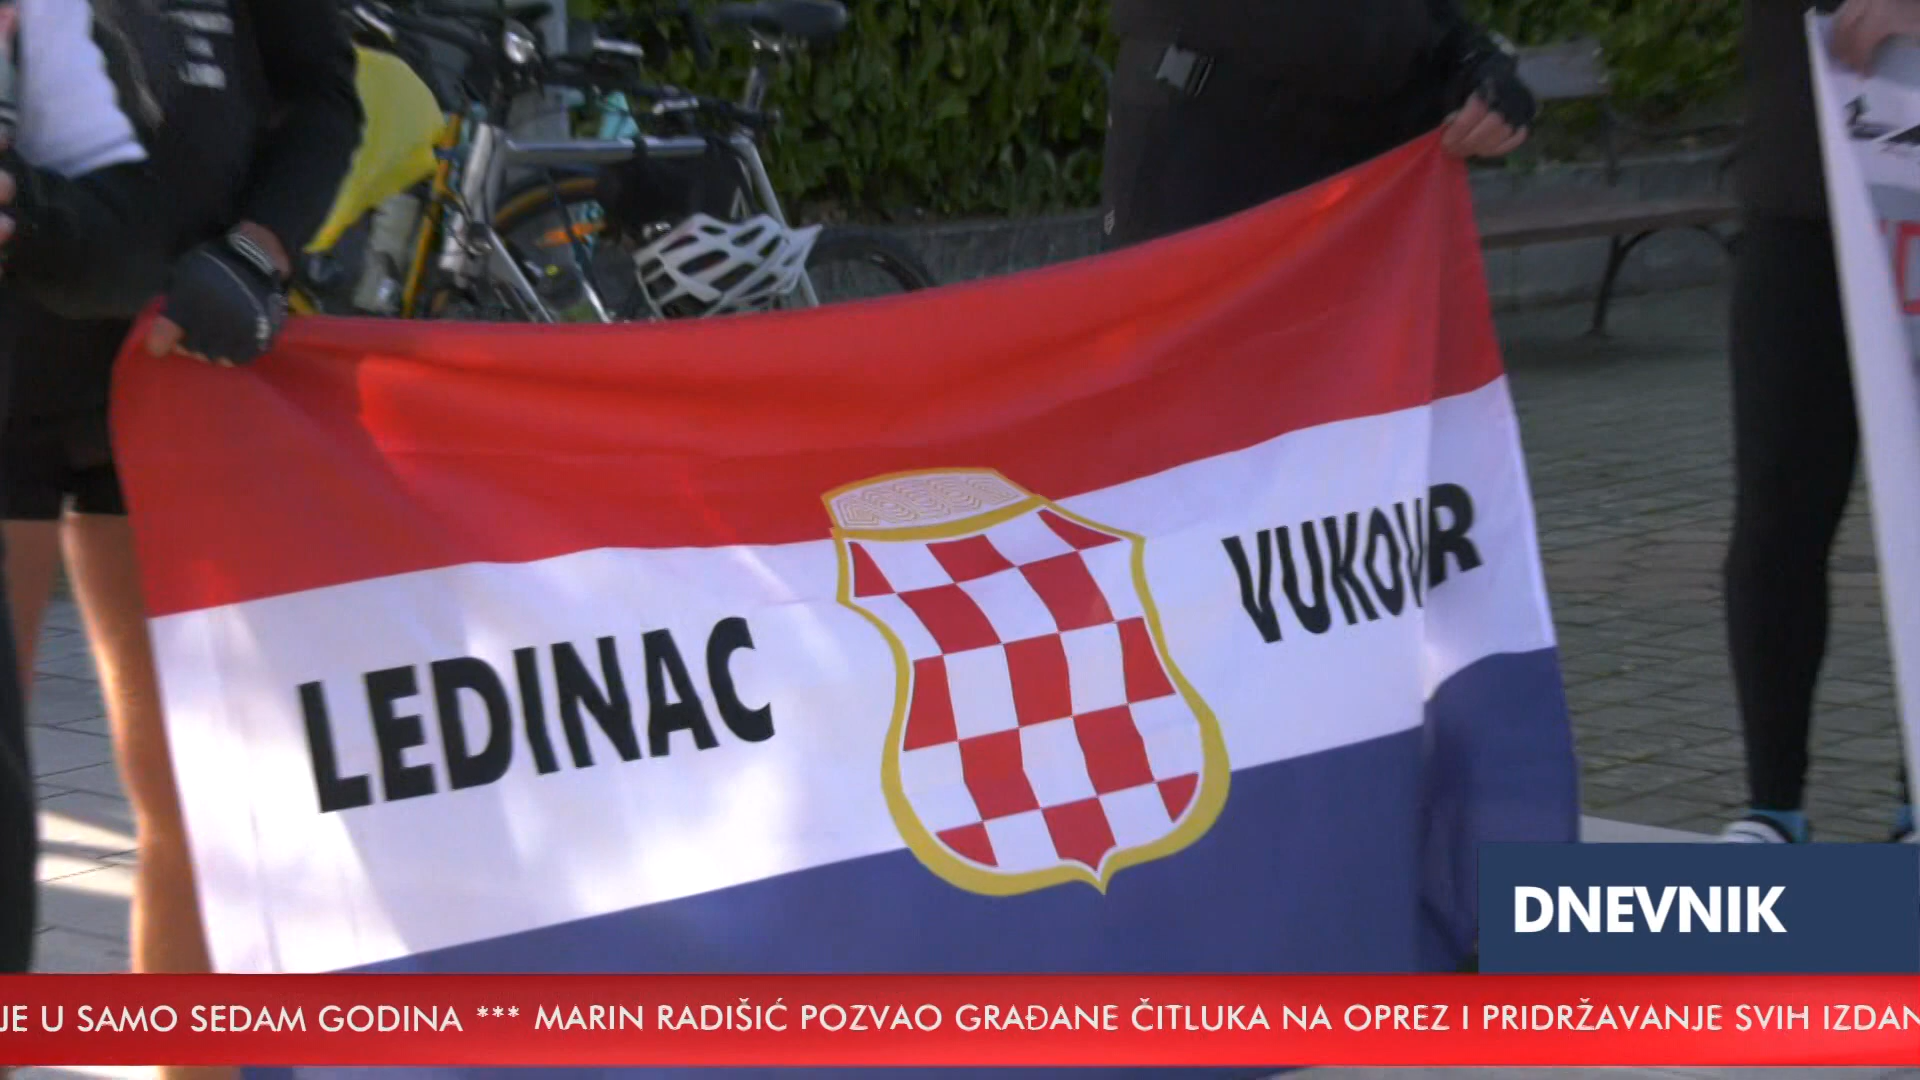 LEDINAC
VUKOVAR
DNEVNIK
JE U SAMO SEDAM GODINA *** MARIN RADIŠIĆ POZVAO GRAĐANE ČITLUKA NA OPREZ I PRIDRŽAVANJE SVIH IZDAN